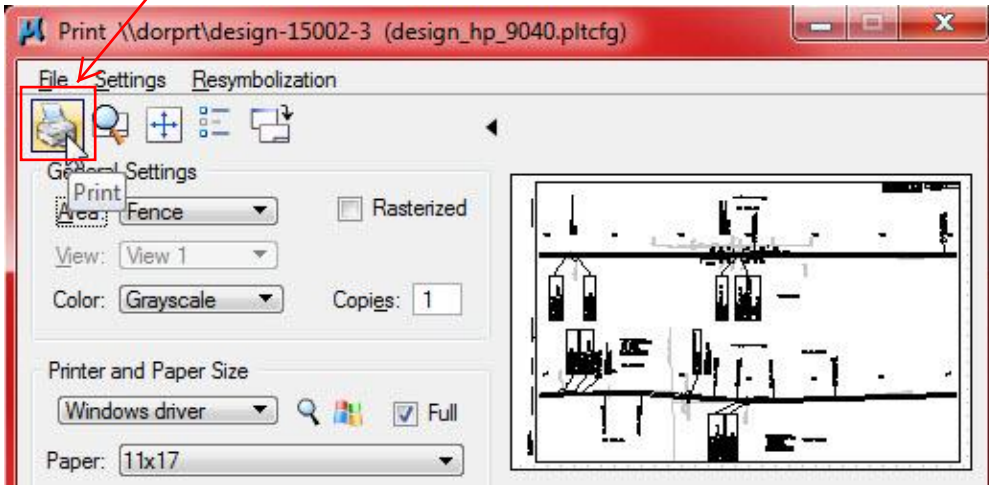 Print \\dorprt\design-15002-3 (design_hp_9040.pltcfg)
File Settings Resymbolization
General Settings
Print
Area: Fence Rasterized
View: View 1
Color: Grayscale Copies: 1
Printer and Paper Size
Windows driver Full
Paper: 11x17